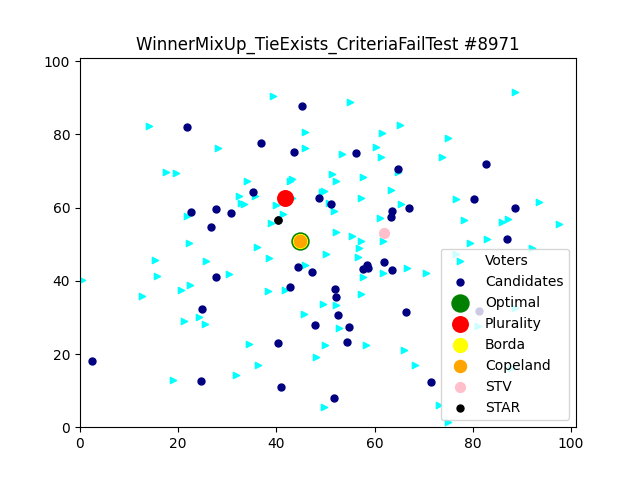 WinnerMixUp_TieExists_CriteriaFailTest #8971
100
80
60
40
20
0
0 20 40 60 80 100
Voters
Candidates
Optimal
Plurality
Borda
Copeland
STV
STAR